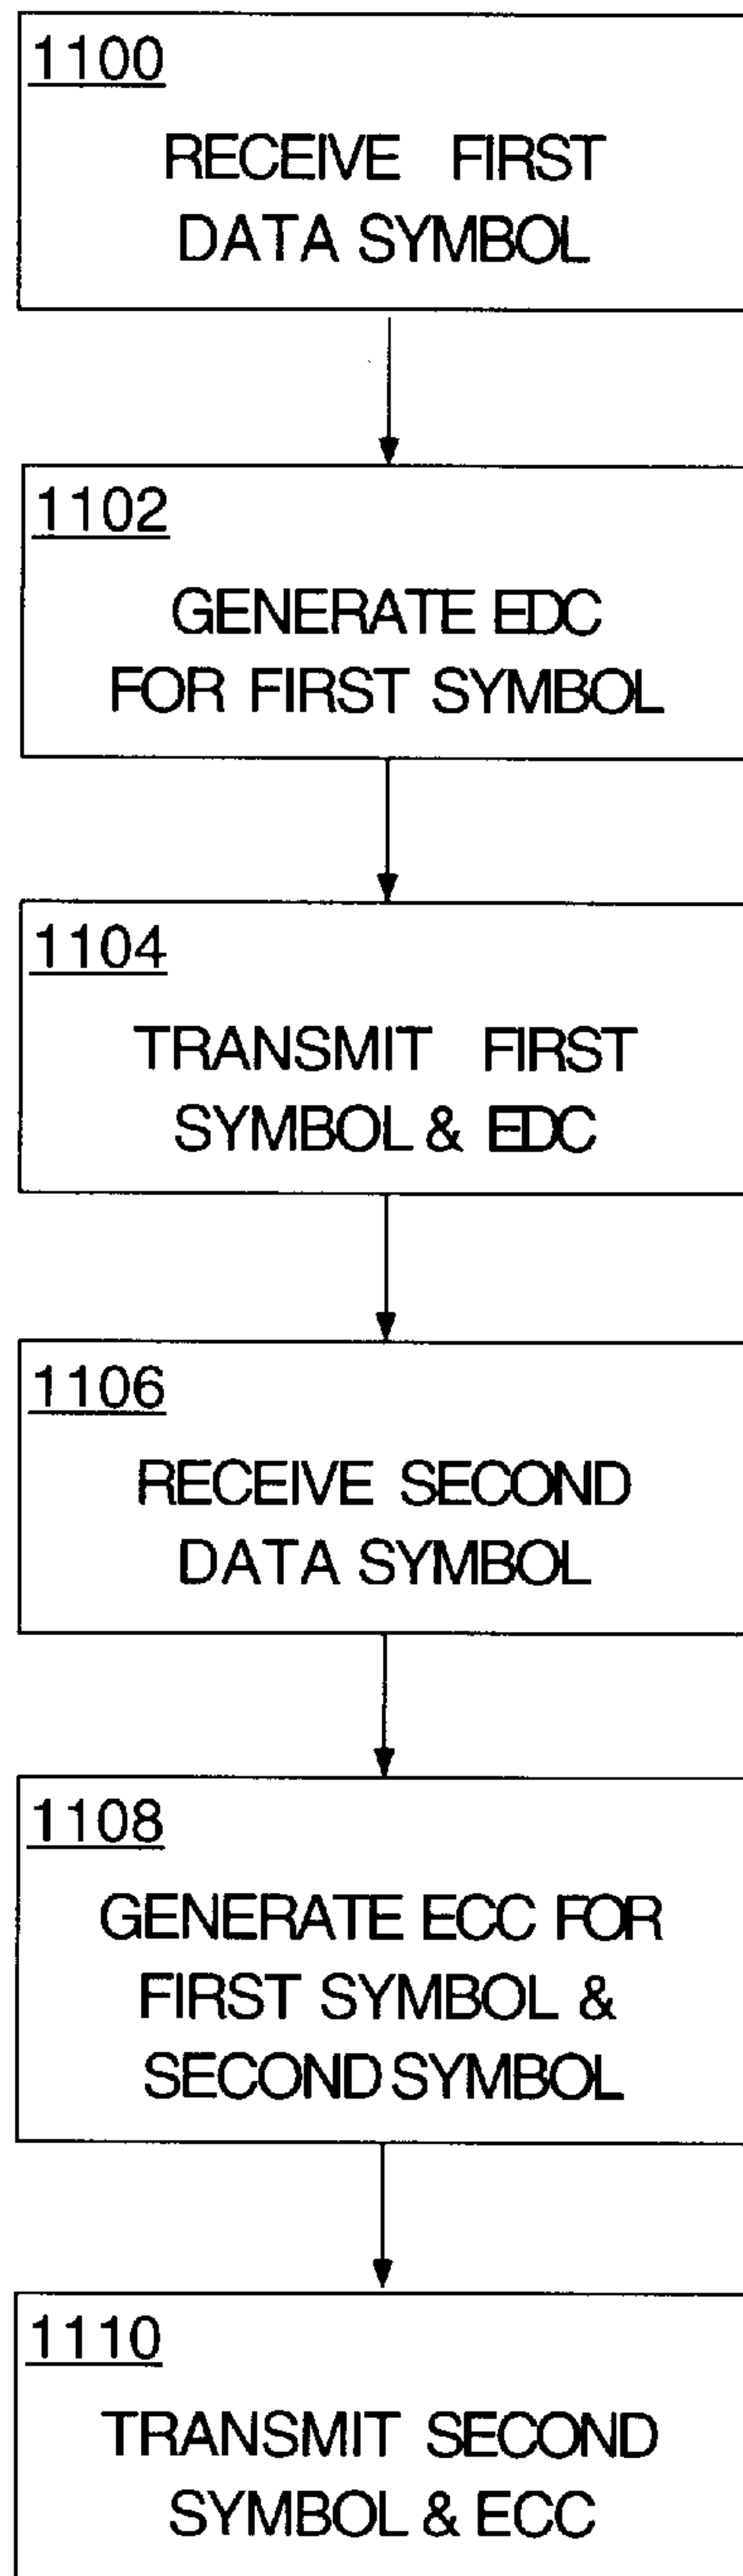 1100
RECEIVE FIRST
DATA SYMBOL
1102
GENERATE EDC
FOR FIRST SYMBOL
1104
TRANSMIT FIRST
SYMBOL & EDC
1106
RECEIVE SECOND
DATA SYMBOL
1108
GENERATE ECC FOR
FIRST SYMBOL &
SECOND SYMBOL
1110
TRANSMIT SECOND
SYMBOL & ECC